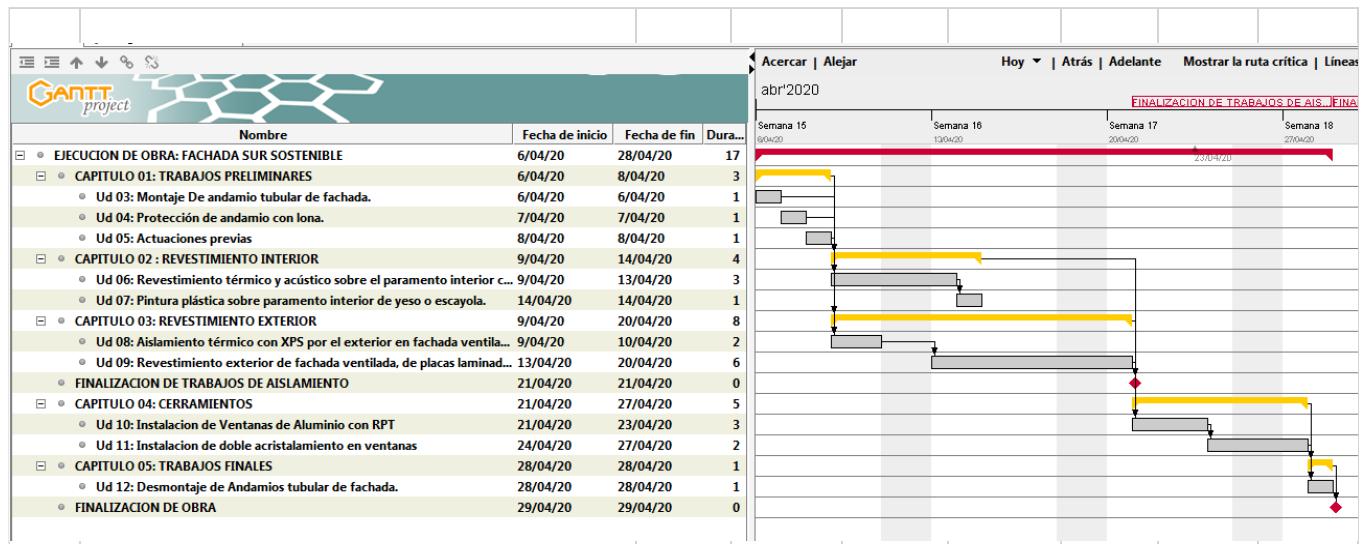 Acercar | Alejar
Hoy ▼ | Atrás | Adelante Mostrar la ruta crítica | Líneas
GANTT project
abr'2020
FINALIZACION DE TRABAJOS DE AIS... FINA
Semana 15 Semana 16 Semana 17 Semana 18
6/04/20 13/04/20 20/04/20 27/04/20
23/04/20
Nombre Fecha de inicio Fecha de fin Dura...
EJECUCION DE OBRA: FACHADA SUR SOSTENIBLE 6/04/20 28/04/20 17
CAPITULO 01: TRABAJOS PRELIMINARES 6/04/20 8/04/20 3
Ud 03: Montaje De andamio tubular de fachada. 6/04/20 6/04/20 1
Ud 04: Protección de andamio con lona. 7/04/20 7/04/20 1
Ud 05: Actuaciones previas 8/04/20 8/04/20 1
CAPITULO 02 : REVESTIMIENTO INTERIOR 9/04/20 14/04/20 4
Ud 06: Revestimiento térmico y acústico sobre el paramento interior c... 9/04/20 13/04/20 3
Ud 07: Pintura plástica sobre paramento interior de yeso o escayola. 14/04/20 14/04/20 1
CAPITULO 03: REVESTIMIENTO EXTERIOR 9/04/20 20/04/20 8
Ud 08: Aislamiento térmico con XPS por el exterior en fachada ventila... 9/04/20 10/04/20 2
Ud 09: Revestimiento exterior de fachada ventilada, de placas laminad... 13/04/20 20/04/20 6
FINALIZACION DE TRABAJOS DE AISLAMIENTO 21/04/20 21/04/20 0
CAPITULO 04: CERRAMIENTOS 21/04/20 27/04/20 5
Ud 10: Instalacion de Ventanas de Aluminio con RPT 21/04/20 23/04/20 3
Ud 11: Instalacion de doble acristalamiento en ventanas 24/04/20 27/04/20 2
CAPITULO 05: TRABAJOS FINALES 28/04/20 28/04/20 1
Ud 12: Desmontaje de Andamios tubular de fachada. 28/04/20 28/04/20 1
FINALIZACION DE OBRA 29/04/20 29/04/20 0